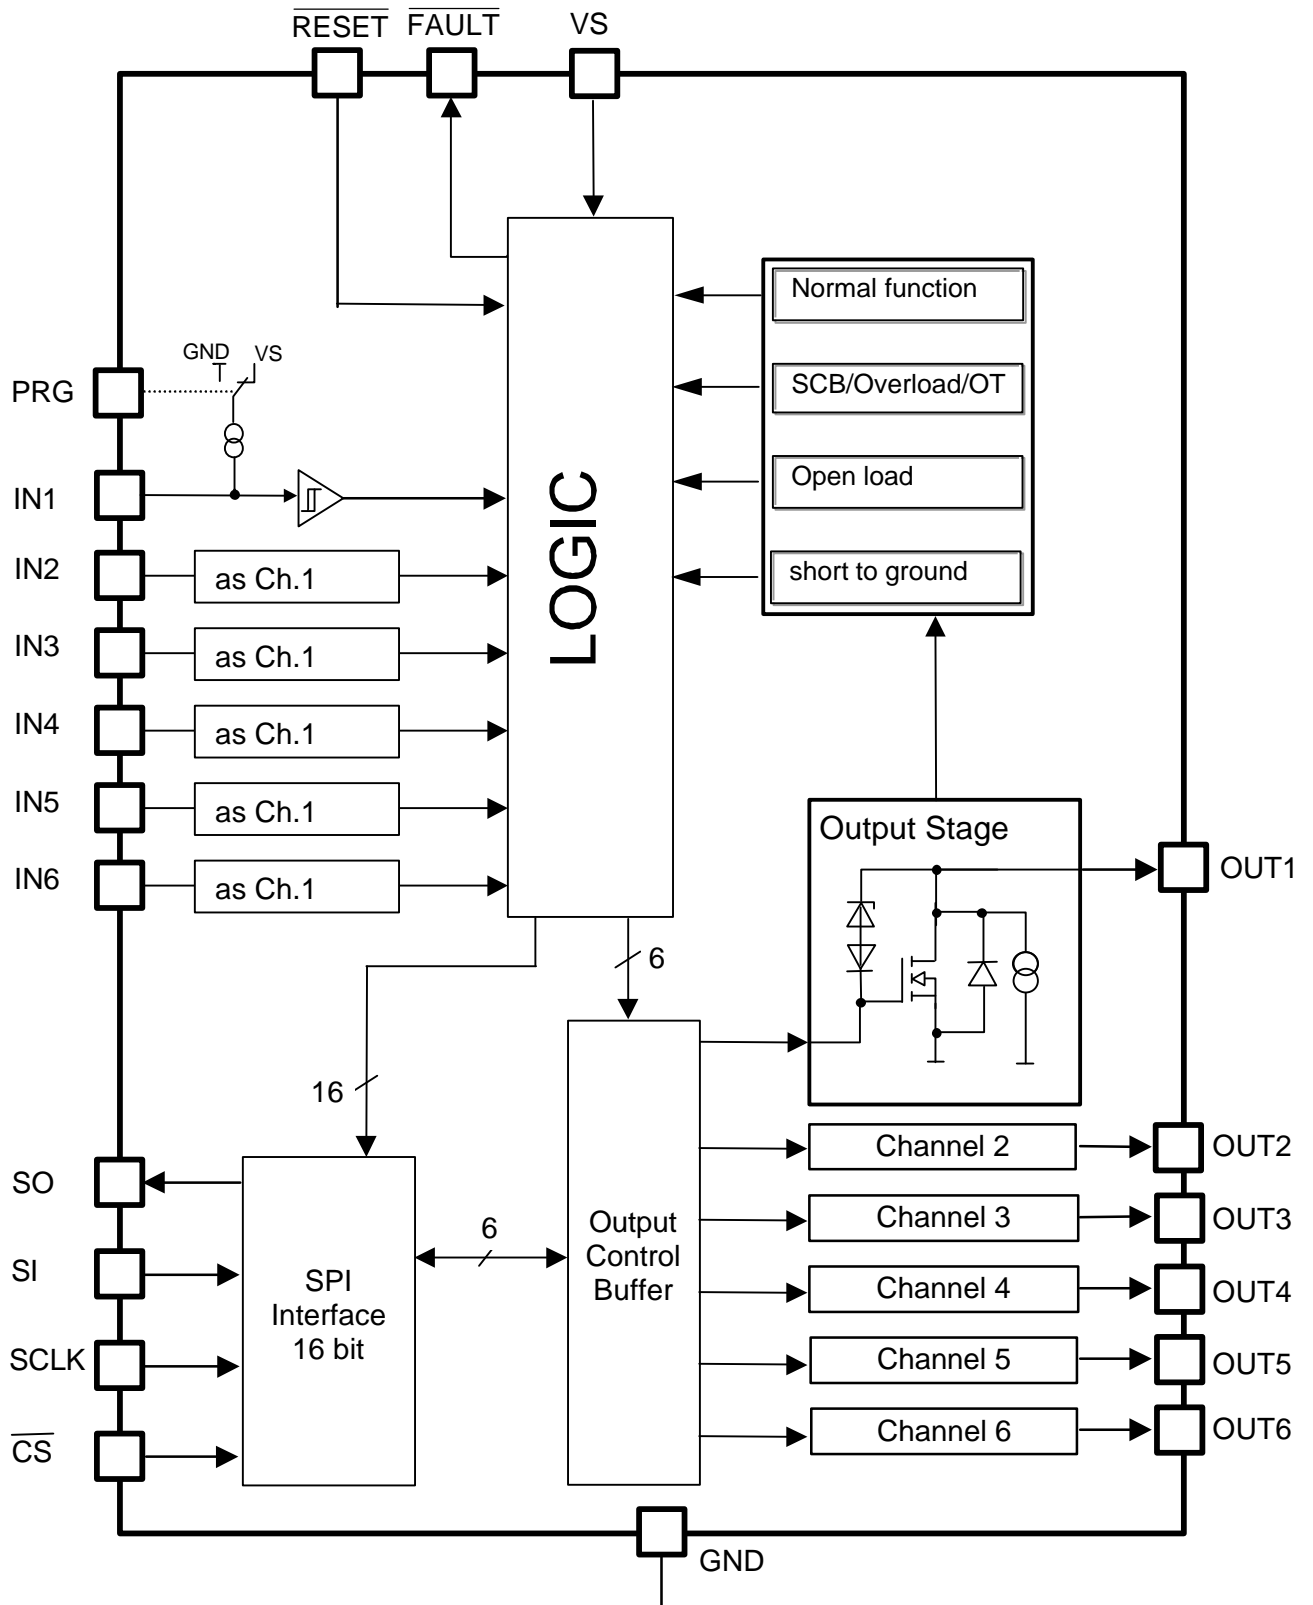 RESET FAULT VS
GND VS
PRG
IN1
IN2
as Ch.1
IN3
as Ch.1
IN4
as Ch.1
IN5
as Ch.1
IN6
as Ch.1
LOGIC
Normal function
SCB/Overload/OT
Open load
short to ground
Output Stage
OUT1
6
16
SO
SI
SCLK
CS
SPI
Interface
16 bit
6
Output
Control
Buffer
Channel 2
OUT2
Channel 3
OUT3
Channel 4
OUT4
Channel 5
OUT5
Channel 6
OUT6
GND